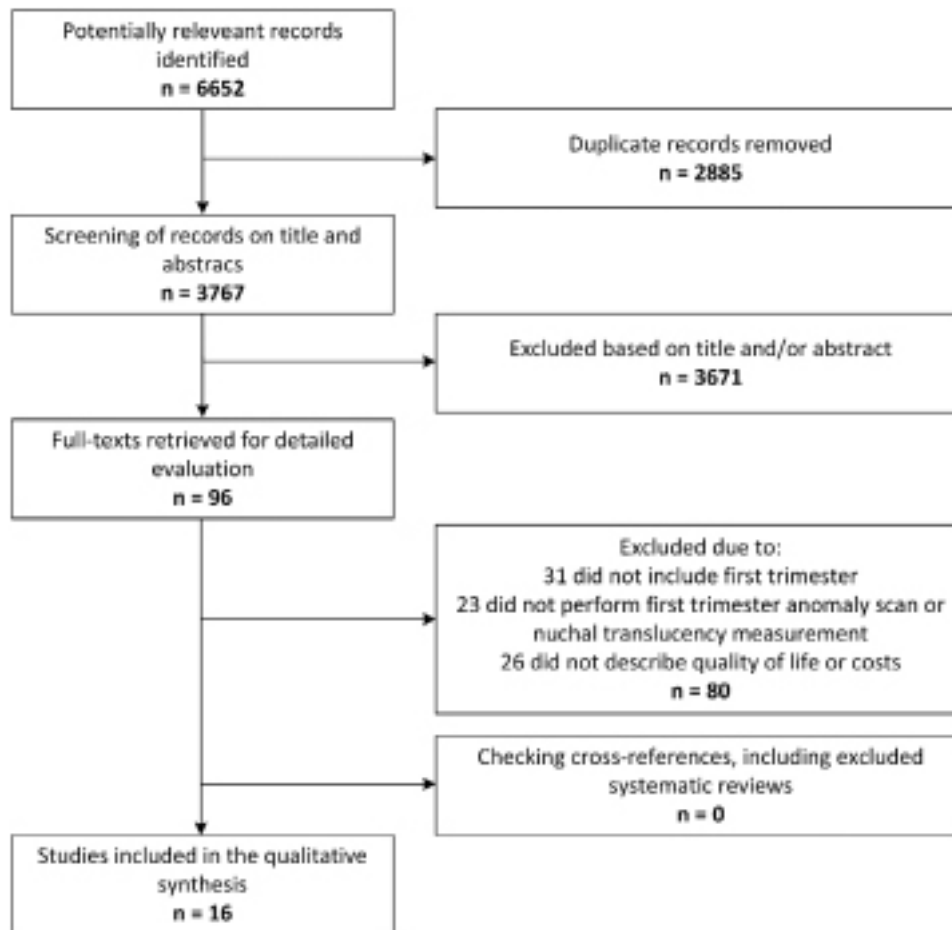 Potentially releveant records
identified
n = 6652
Duplicate records removed
n = 2885
Screening of records on title and
abstracs
n = 3767
Excluded based on title and/or abstract
n = 3671
Full-texts retrieved for detailed
evaluation
n = 96
Excluded due to:
31 did not include first trimester
23 did not perform first trimester anomaly scan or
nuchal translucency measurement
26 did not describe quality of life or costs
n = 80
Checking cross-references, including excluded
systematic reviews
n = 0
Studies included in the qualitative
synthesis
n = 16